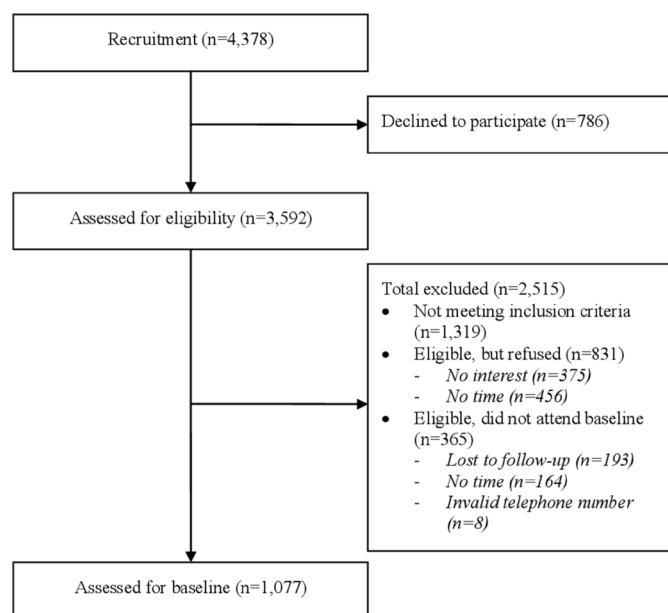 Recruitment (n=4,378)
Declined to participate (n=786)
Assessed for eligibility (n=3,592)
Total excluded (n=2,515)
• Not meeting inclusion criteria
(n=1,319)
• Eligible, but refused (n=831)
- No interest (n=375)
- No time (n=456)
• Eligible, did not attend baseline
(n=365)
- Lost to follow-up (n=193)
- No time (n=164)
- Invalid telephone number
(n=8)
Assessed for baseline (n=1,077)